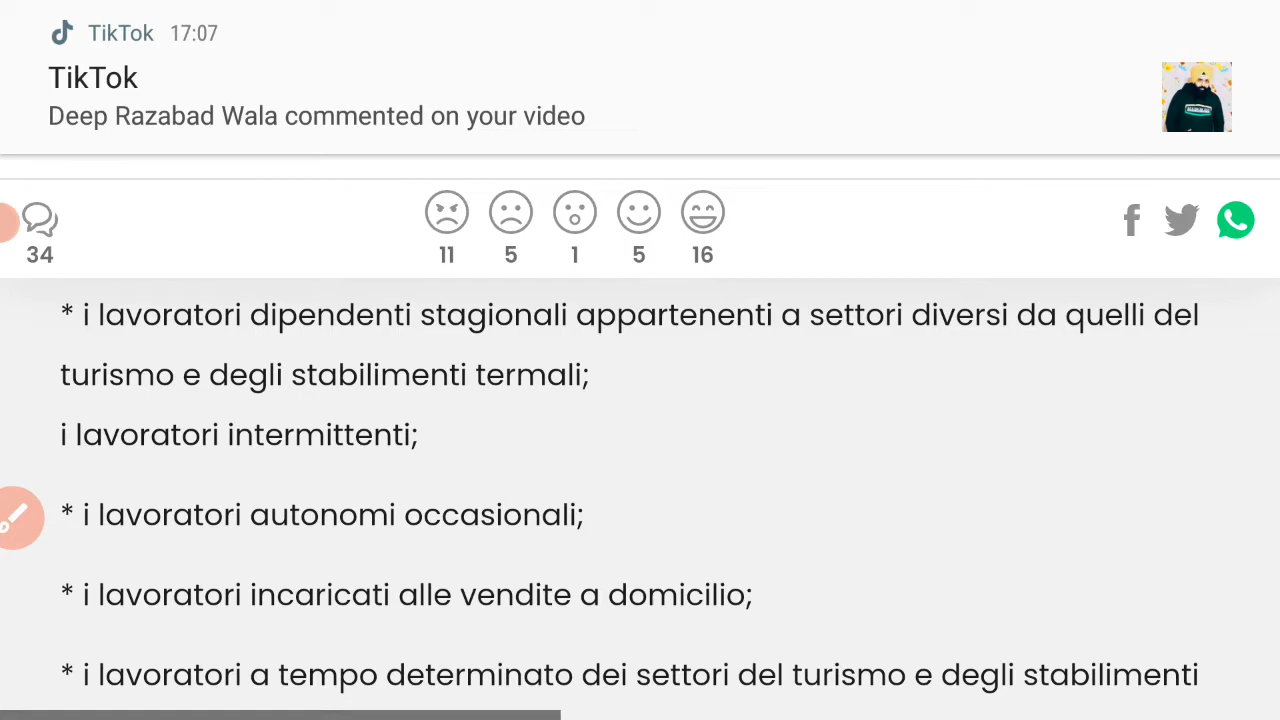 TikTok 17:07
TikTok
Deep Razabad Wala commented on your video
34 11 5 1 5 16
* i lavoratori dipendenti stagionali appartenenti a settori diversi da quelli del
turismo e degli stabilimenti termali;
i lavoratori intermittenti;
* i lavoratori autonomi occasionali;
* i lavoratori incaricati alle vendite a domicilio;
* i lavoratori a tempo determinato dei settori del turismo e degli stabilimenti